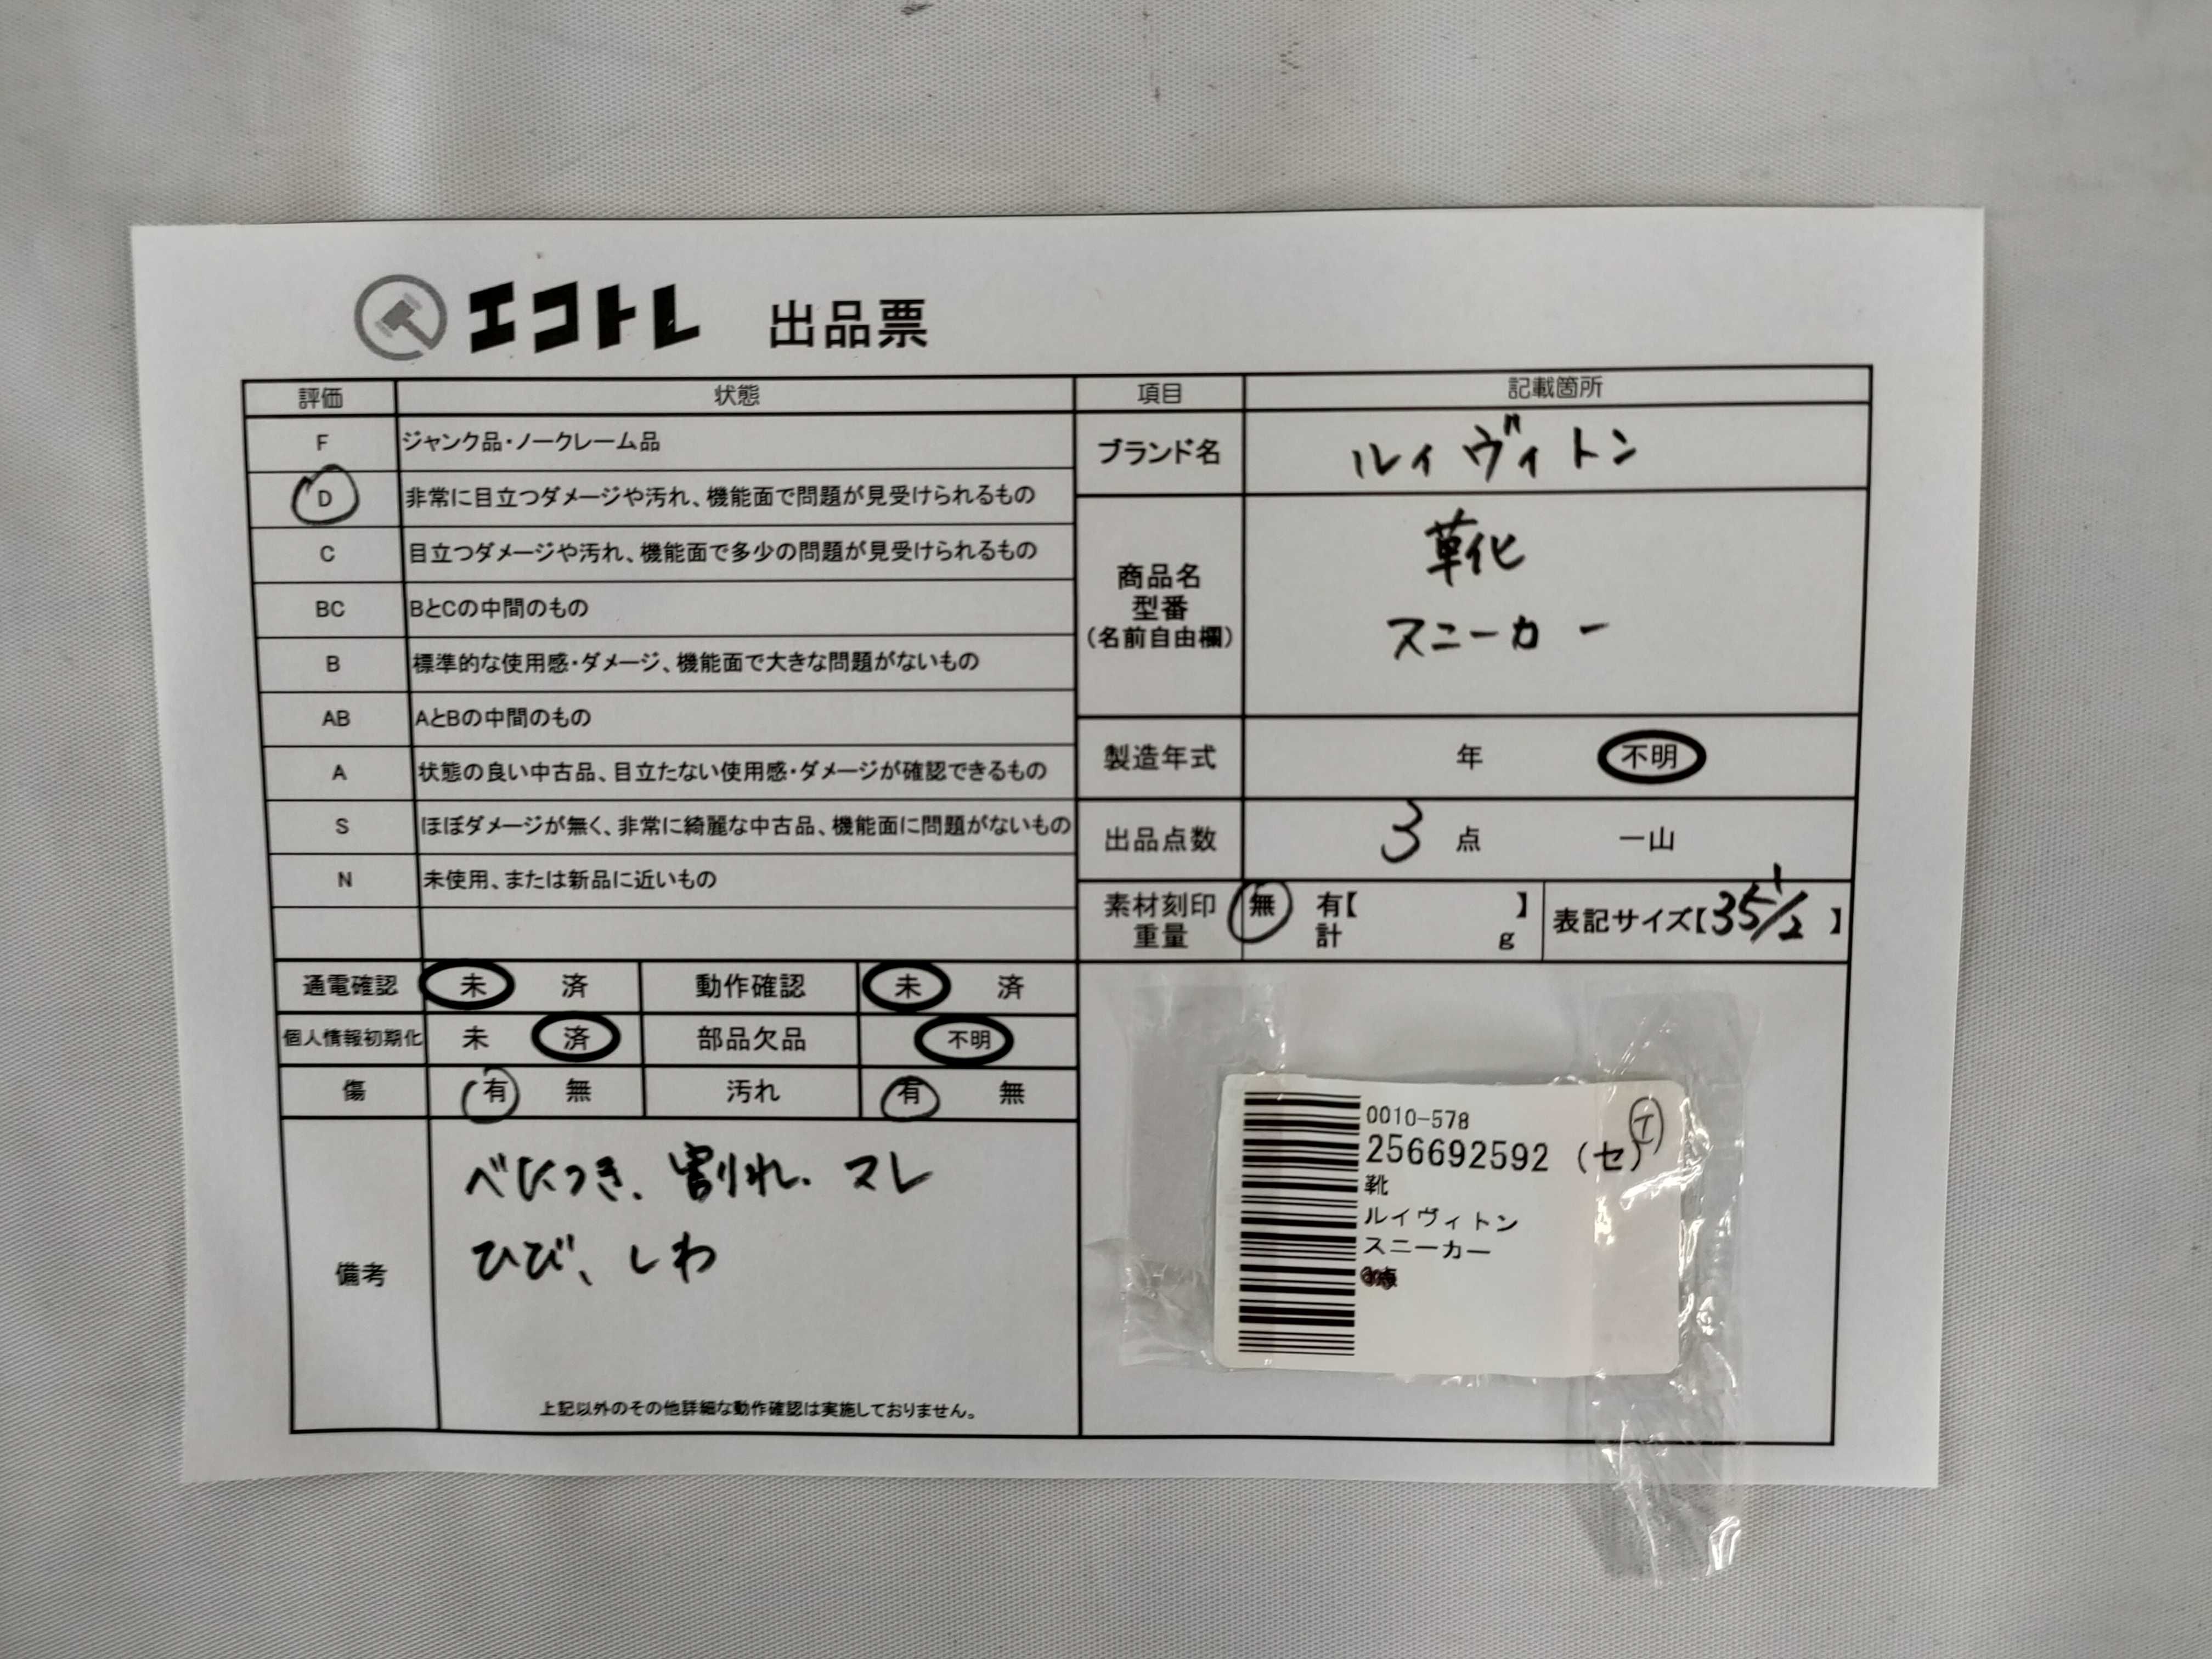 エコトレ 出品票
評価 状態
F ジャンク品・ノークレーム品
D 非常に目立つダメージや汚れ、機能面で問題が見受けられるもの
C 目立つダメージや汚れ、機能面で多少の問題が見受けられるもの
BC BとCの中間のもの
B 標準的な使用感・ダメージ、機能面で大きな問題がないもの
AB AとBの中間のもの
A 状態の良い中古品、目立たない使用感・ダメージが確認できるもの
S ほぼダメージが無く、非常に綺麗な中古品、機能面に問題がないもの
N 未使用、または新品に近いもの
通電確認 未 済 動作確認 未 済
個人情報初期化 未 済 部品欠品 不明
傷 有 無 汚れ 有 無
備考
べたつき、割れ、スレ
ひび、しわ
上記以外のその他詳細な動作確認は実施しておりません。
項目 記載箇所
ブランド名 ルイヴィトン
商品名
型番
(名前自由欄)
靴
スニーカー
製造年式 年 不明
出品点数 3 点 一山
素材刻印 無 有【 】
重量 計 g
表記サイズ【35 1/2】
0010-578
256692592 (セ)
靴
ルイヴィトン
スニーカー